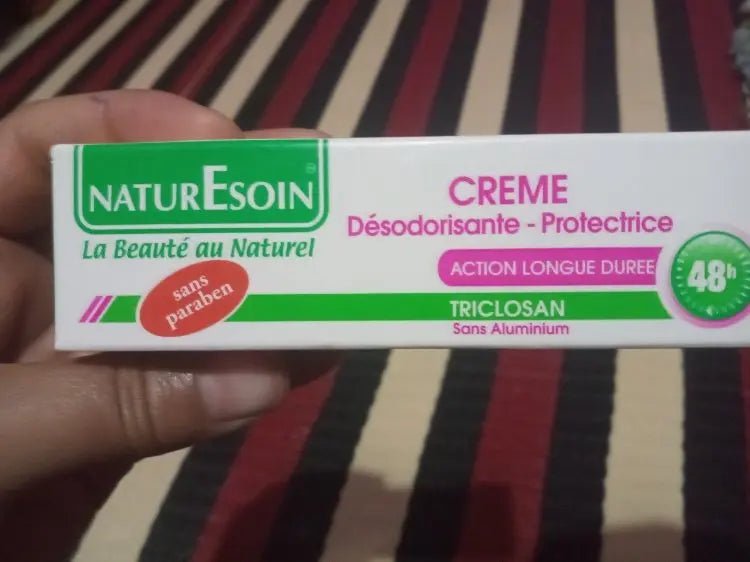 NATURESOIN
La Beauté au Naturel
sans
paraben
CREME
Désodorisante - Protectrice
ACTION LONGUE DUREE
48h
TRICLOSAN
Sans Aluminium